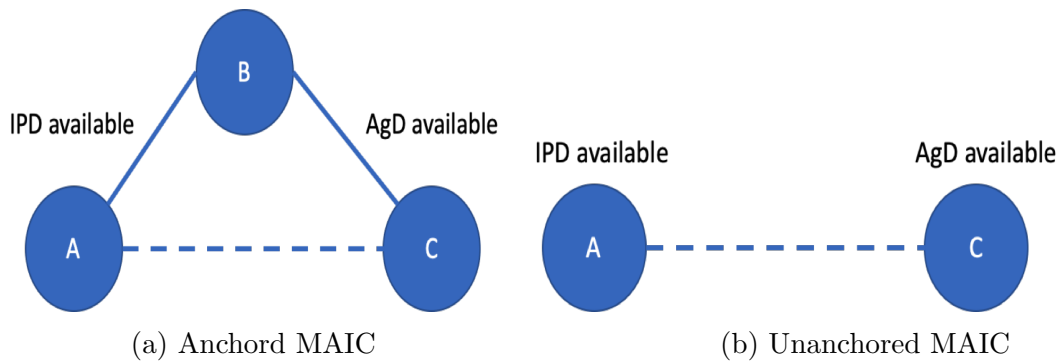 B
IPD available
AgD available
A
C
(a) Anchord MAIC
IPD available
AgD available
A
C
(b) Unanchored MAIC